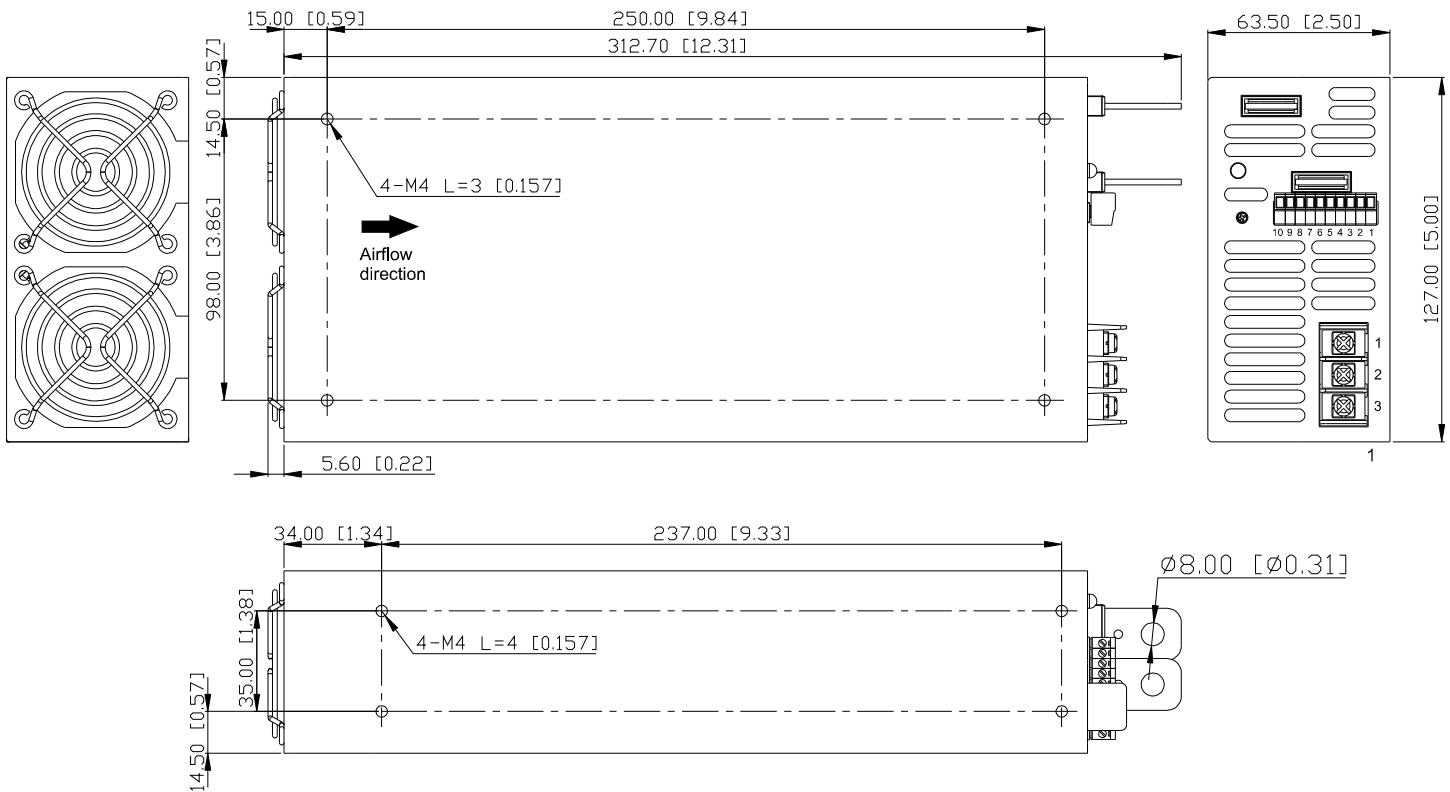 15.00 [0.59]
250.00 [9.84]
63.50 [2.50]
312.70 [12.31]
14.50 [0.57]
4-M4 L=3 [0.157]
Airflow
direction
98.00 [3.86]
10 9 8 7 6 5 4 3 2 1
127.00 [5.00]
1
2
3
1
5.60 [0.22]
34.00 [1.34]
237.00 [9.33]
Ø8.00 [Ø0.31]
35.00 [1.38]
4-M4 L=4 [0.157]
14.50 [0.57]